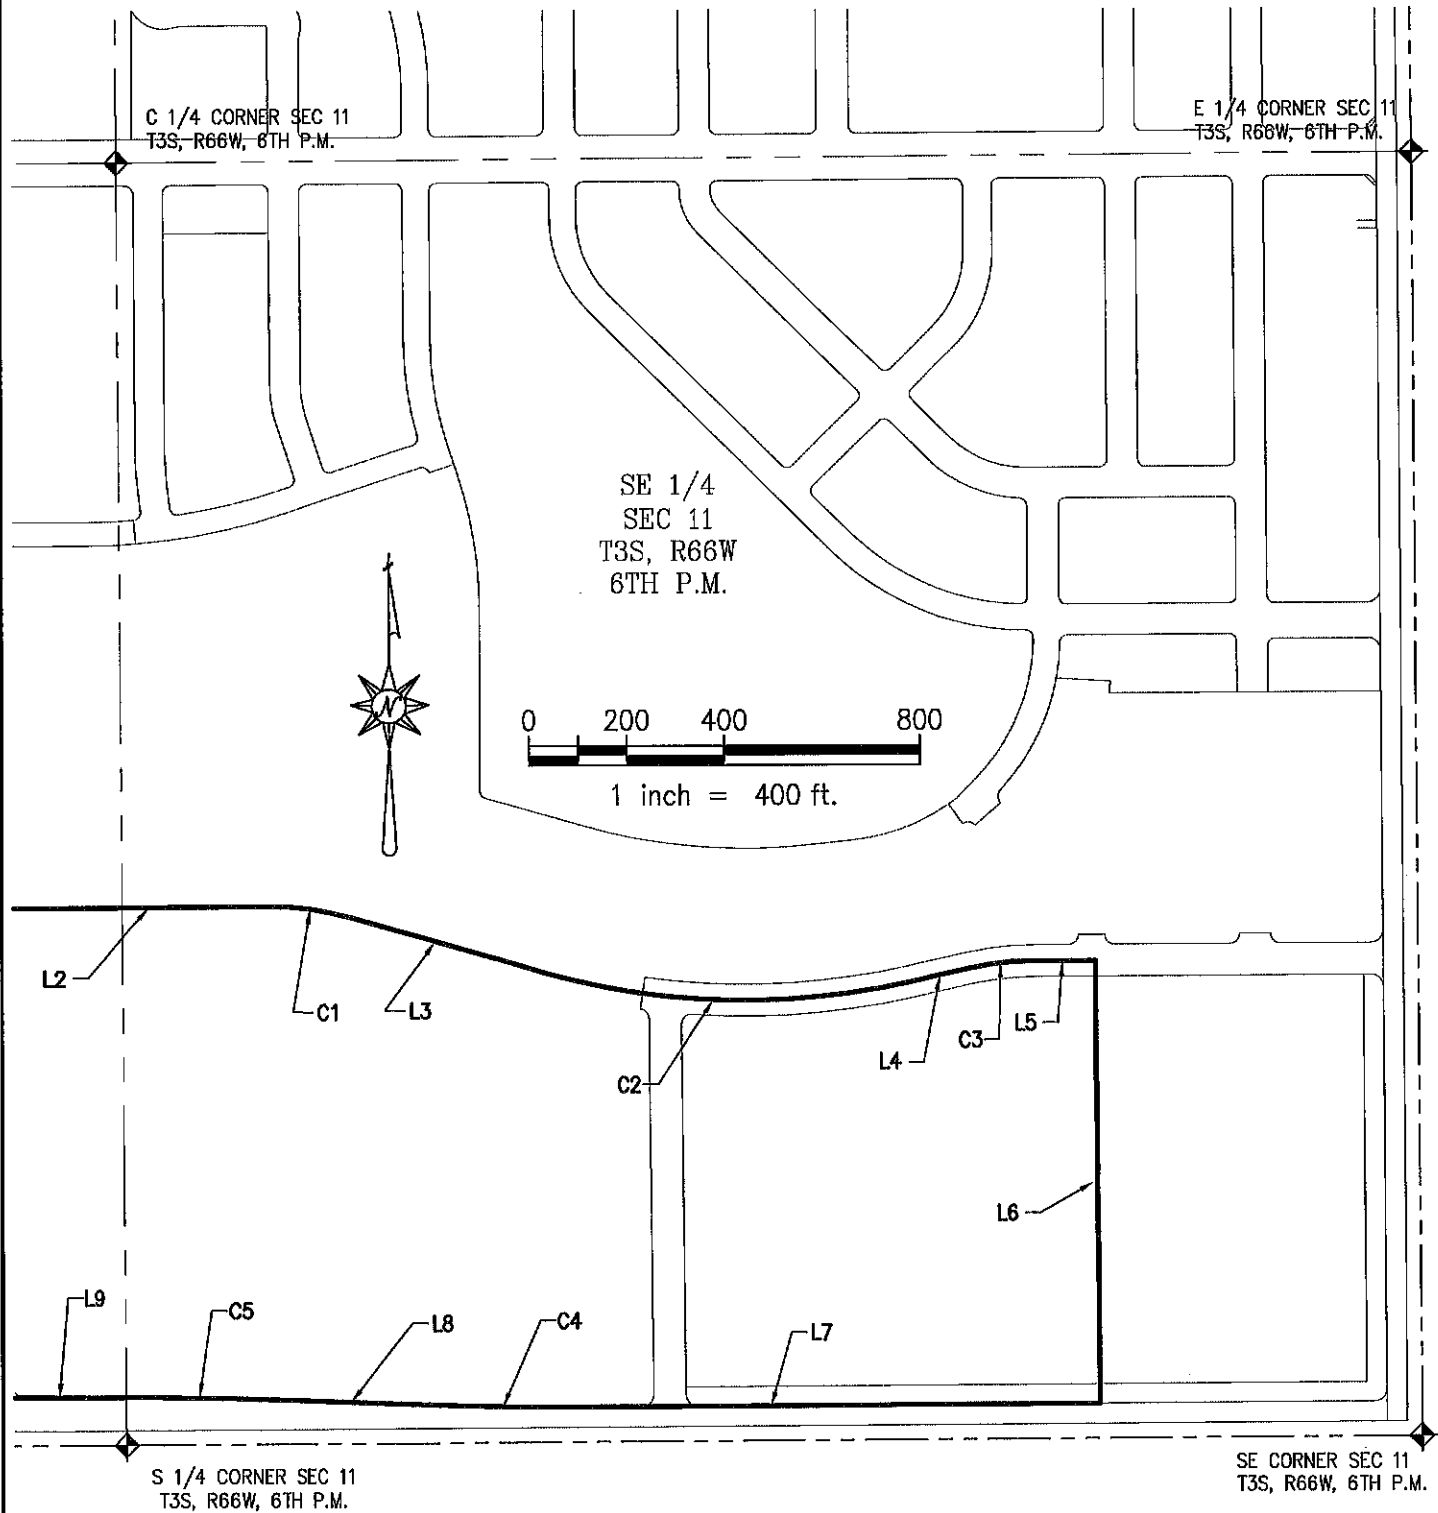 C 1/4 CORNER SEC 11
T3S, R66W, 6TH P.M.
E 1/4 CORNER SEC 11
T3S, R66W, 6TH P.M.
SE 1/4
SEC 11
T3S, R66W
6TH P.M.
N
0 200 400 800
1 inch = 400 ft.
L2
C1
L3
C2
L4
C3
L5
L6
L9
C5
L8
C4
L7
S 1/4 CORNER SEC 11
T3S, R66W, 6TH P.M.
SE CORNER SEC 11
T3S, R66W, 6TH P.M.